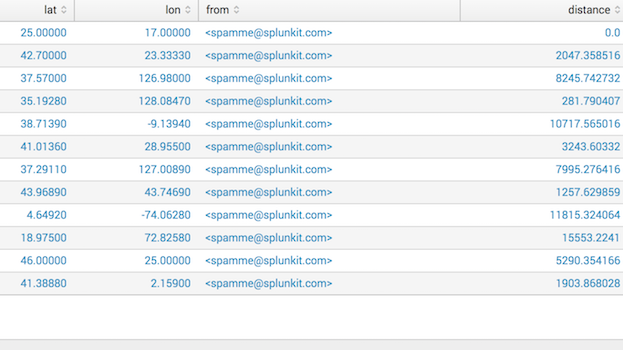 lat lon from distance
25.00000 17.00000 <spamme@splunkit.com> 0.0
42.70000 23.33330 <spamme@splunkit.com> 2047.358516
37.57000 126.98000 <spamme@splunkit.com> 8245.742732
35.19280 128.08470 <spamme@splunkit.com> 281.790407
38.71390 -9.13940 <spamme@splunkit.com> 10717.565016
41.01360 28.95500 <spamme@splunkit.com> 3243.60332
37.29110 127.00890 <spamme@splunkit.com> 7995.276416
43.96890 43.74690 <spamme@splunkit.com> 1257.629859
4.64920 -74.06280 <spamme@splunkit.com> 11815.324064
18.97500 72.82580 <spamme@splunkit.com> 15553.2241
46.00000 25.00000 <spamme@splunkit.com> 5290.354166
41.38880 2.15900 <spamme@splunkit.com> 1903.868028